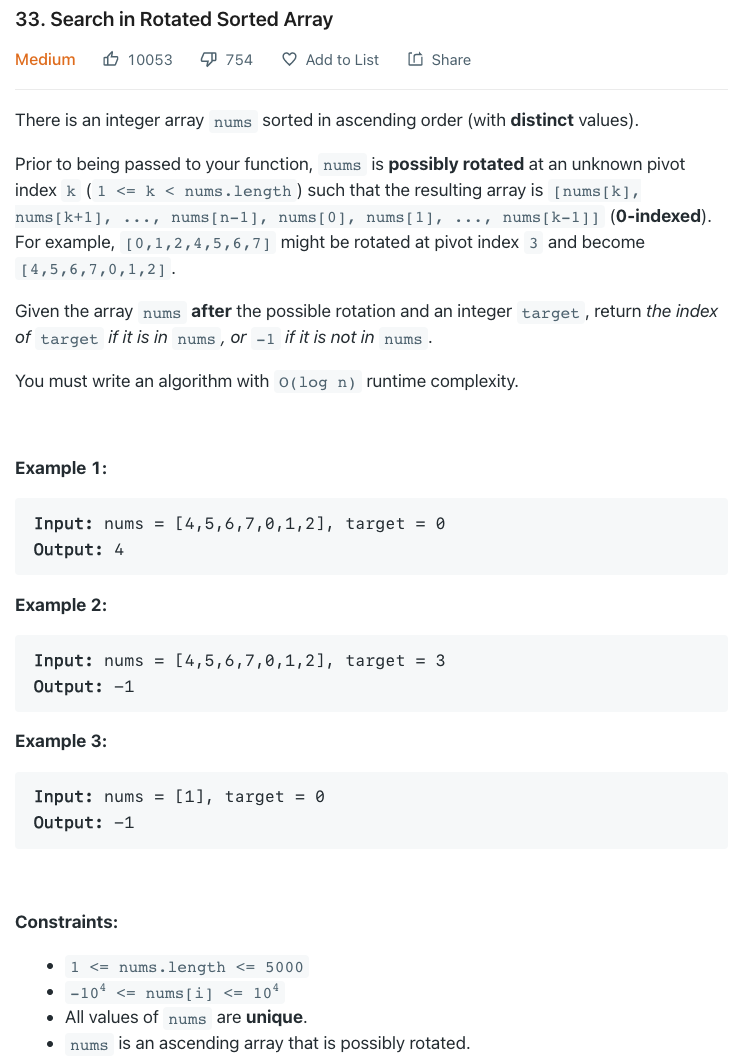 33. Search in Rotated Sorted Array
Medium 10053 754 Add to List Share
There is an integer array nums sorted in ascending order (with distinct values).
Prior to being passed to your function, nums is possibly rotated at an unknown pivot
index k ( 1 <= k < nums.length ) such that the resulting array is [nums[k],
nums[k+1], ..., nums[n-1], nums[0], nums[1], ..., nums[k-1]] (0-indexed).
For example, [0,1,2,4,5,6,7] might be rotated at pivot index 3 and become
[4,5,6,7,0,1,2].
Given the array nums after the possible rotation and an integer target, return the index
of target if it is in nums, or -1 if it is not in nums.
You must write an algorithm with O(log n) runtime complexity.
Example 1:
Input: nums = [4,5,6,7,0,1,2], target = 0
Output: 4
Example 2:
Input: nums = [4,5,6,7,0,1,2], target = 3
Output: -1
Example 3:
Input: nums = [1], target = 0
Output: -1
Constraints:
• 1 <= nums.length <= 5000
• -10⁴ <= nums[i] <= 10⁴
• All values of nums are unique.
• nums is an ascending array that is possibly rotated.